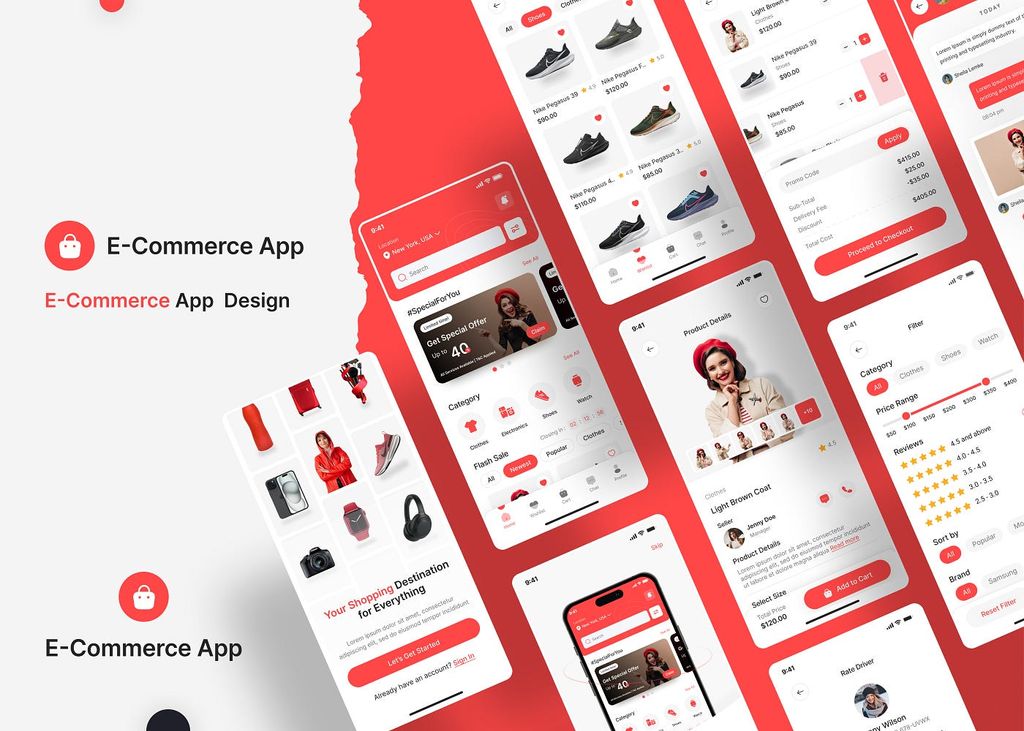 E-Commerce App
E-Commerce App Design
E-Commerce App
Your Shopping Destination
for Everything
Lorem ipsum dolor sit amet, consectetur
adipiscing elit, sed do eiusmod tempor incididunt
Let's Get Started
Already have an account? Sign In
9:41
Location
New York, USA
Search
#SpecialForYou
See All
Limited time!
Get Special Offer
Up to 40
All Services Available | T&C Applied
Claim
Category
See All
Clothes
Electronics
Shoes
Watch
Flash Sale
Closing in : 02 : 12 : 56
All
Newest
Popular
Clothes
Home
Wishlist
Cart
Chat
Profile
All
Shoes
Nike Pegasus 39
4.9
$90.00
Nike Pegasus F..
5.0
$120.00
Nike Pegasus 4..
4.9
$110.00
Nike Pegasus 3..
5.0
$85.00
Home
Wishlist
Cart
Chat
Profile
Light Brown
Clothes
$120.00
Nike Pegasus 39
Shoes
$90.00
- 1 +
Nike Pegasus
Shoes
$85.00
- 1 +
Promo Code
Apply
Sub-Total
$415.00
Delivery Fee
$25.00
Discount
-$35.00
Total Cost
$405.00
Proceed to Checkout
TODAY
Lorem Ipsum is simply dummy text of
printing and typesetting industry.
Sheila Lemke
Lorem Ipsum is simply
printing and
08:04 pm
9:41
Product Details
+10
Clothes
4.5
Light Brown Coat
Seller
Jenny Doe
Manager
Product Details
Lorem ipsum dolor sit amet, consectetur
adipiscing elit, sed do eiusmod tempor incididunt
ut labore et dolore magna aliqua. Read more
Select Size
Total Price
$120.00
Add to Cart
9:41
Filter
Category
All
Clothes
Shoes
Watch
Price Range
$50
$100
$150
$200
$300
$350
$400
Reviews
4.5 and above
4.0 - 4.5
3.5 - 4.0
3.0 - 3.5
2.5 - 3.0
Sort by
All
Popular
Brand
All
Samsung
Reset Filter
9:41
Skip
9:41
Location
New York, USA
Search
#SpecialForYou
Get Special Offer
Up to 40
Claim
Category
9:41
Rate Driver
Wilson